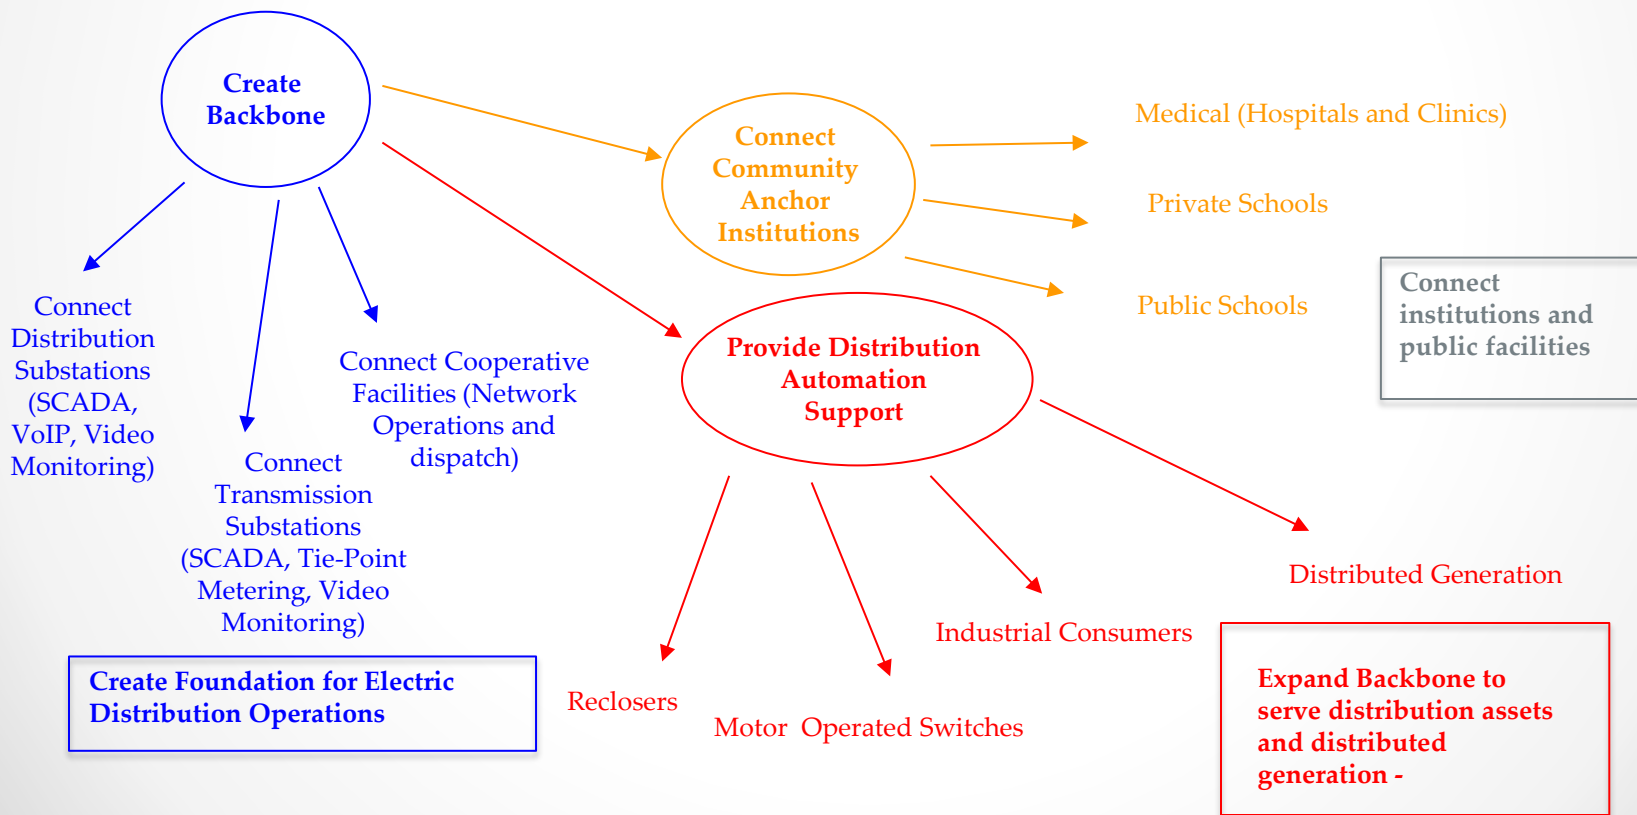 Create
Backbone
Connect
Community
Anchor
Institutions
Medical (Hospitals and Clinics)
Private Schools
Public Schools
Connect
institutions and
public facilities
Connect
Distribution
Substations
(SCADA,
VoIP, Video
Monitoring)
Connect
Transmission
Substations
(SCADA, Tie-Point
Metering, Video
Monitoring)
Connect Cooperative
Facilities (Network
Operations and
dispatch)
Provide Distribution
Automation
Support
Reclosers
Motor  Operated Switches
Industrial Consumers
Distributed Generation
Create Foundation for Electric
Distribution Operations
Expand Backbone to
serve distribution assets
and distributed
generation -